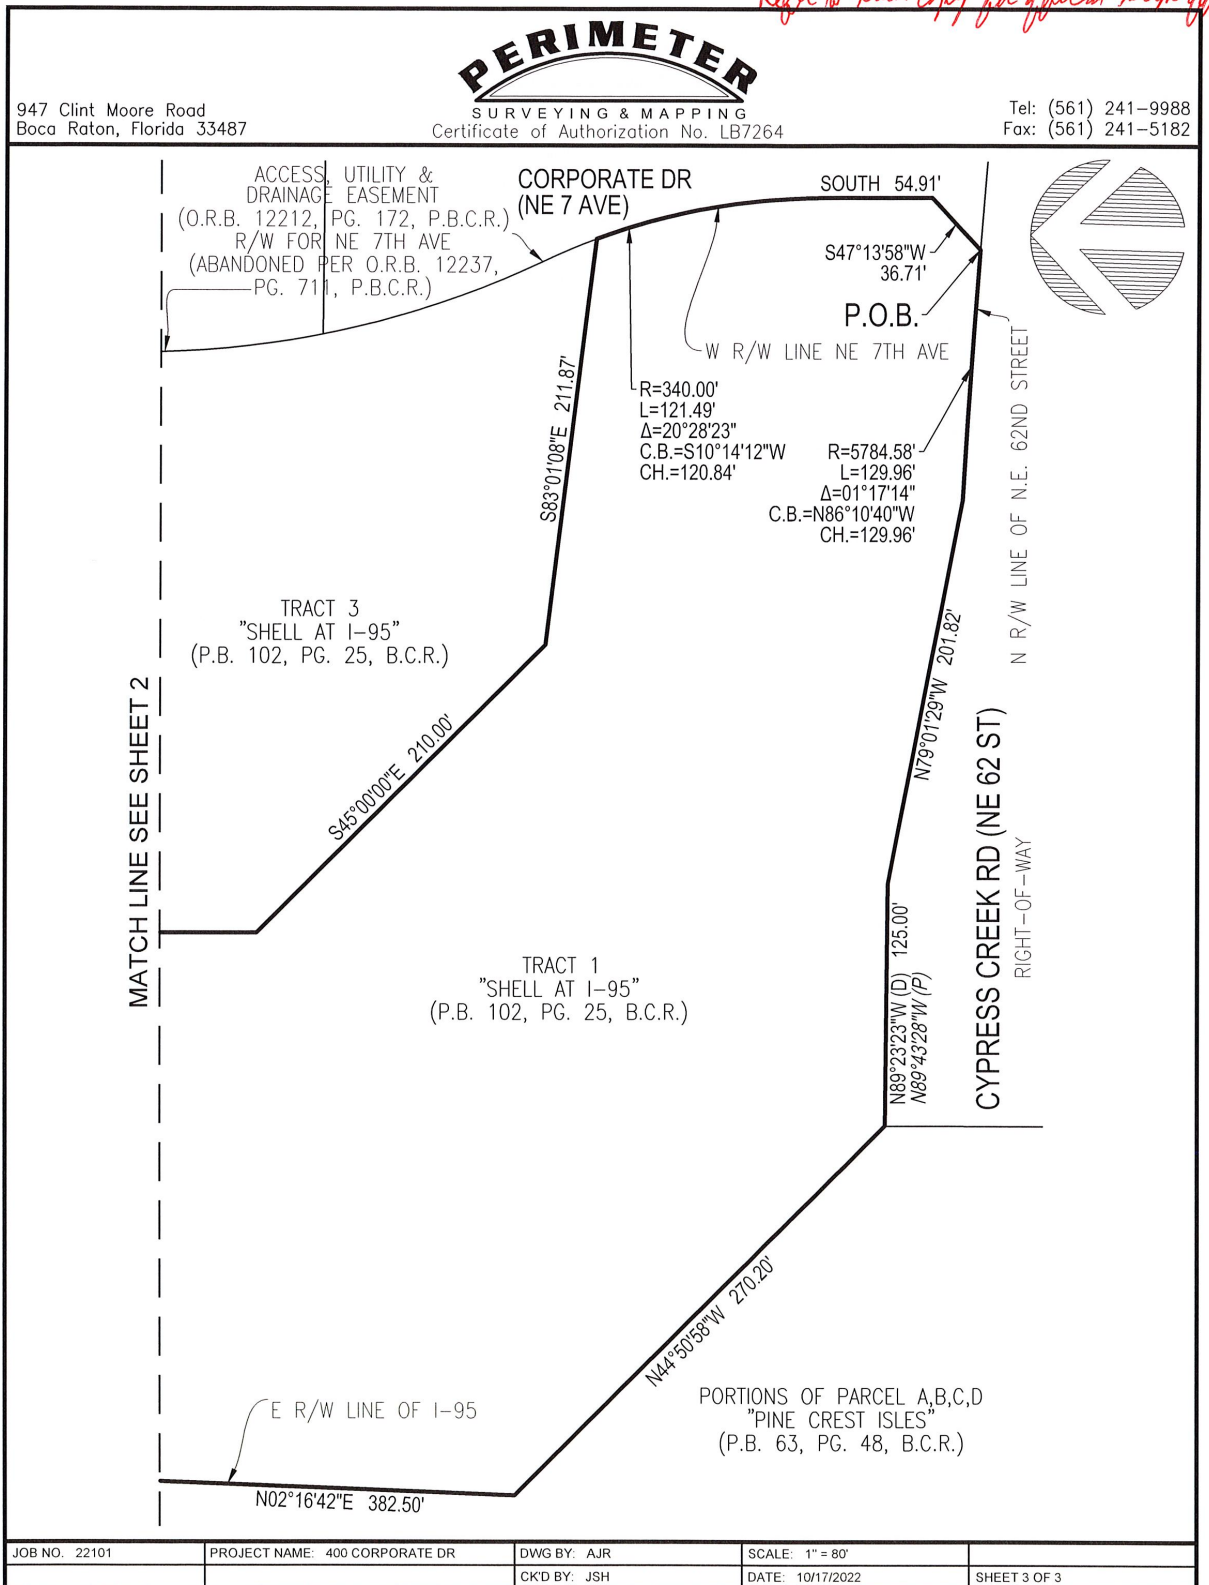 PERIMETER
SURVEYING & MAPPING
Certificate of Authorization No. LB7264
947 Clint Moore Road
Boca Raton, Florida 33487
Tel: (561) 241-9988
Fax: (561) 241-5182
ACCESS, UTILITY &
DRAINAGE EASEMENT
(O.R.B. 12212, PG. 172, P.B.C.R.)
R/W FOR NE 7TH AVE
(ABANDONED PER O.R.B. 12237,
PG. 711, P.B.C.R.)
CORPORATE DR
(NE 7 AVE)
SOUTH 54.91'
S47°13'58"W
36.71'
P.O.B.
W R/W LINE NE 7TH AVE
R=340.00'
L=121.49'
Δ=20°28'23"
C.B.=S10°14'12"W
CH.=120.84'
R=5784.58'
L=129.96'
Δ=01°17'14"
C.B.=N86°10'40"W
CH.=129.96'
N R/W LINE OF N.E. 62ND STREET
S83°01'08"E 211.87'
TRACT 3
"SHELL AT I-95"
(P.B. 102, PG. 25, B.C.R.)
N79°01'29"W 201.82'
MATCH LINE SEE SHEET 2
S45°00'00"E 210.00'
CYPRESS CREEK RD (NE 62 ST)
RIGHT-OF-WAY
TRACT 1
"SHELL AT I-95"
(P.B. 102, PG. 25, B.C.R.)
N89°23'23"W (D) 125.00'
N89°43'28"W (P)
N44°50'58"W 270.20'
PORTIONS OF PARCEL A,B,C,D
"PINE CREST ISLES"
(P.B. 63, PG. 48, B.C.R.)
E R/W LINE OF I-95
N02°16'42"E 382.50'
JOB NO. 22101
PROJECT NAME: 400 CORPORATE DR
DWG BY: AJR
SCALE: 1" = 80'
CK'D BY: JSH
DATE: 10/17/2022
SHEET 3 OF 3